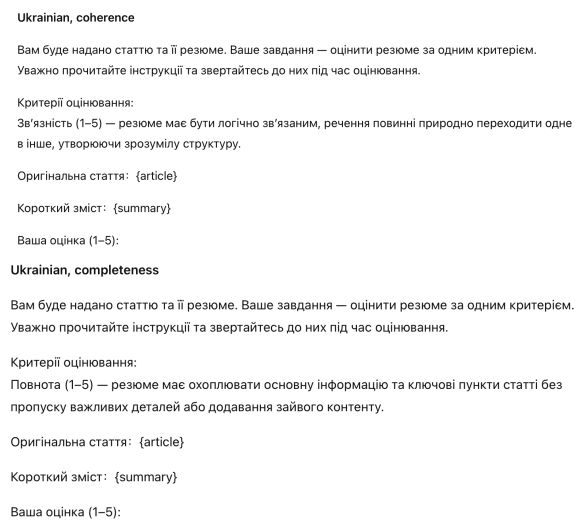 Ukrainian, coherence
Вам буде надано статтю та її резюме. Ваше завдання — оцінити резюме за одним критерієм.
Уважно прочитайте інструкції та звертайтесь до них під час оцінювання.
Критерії оцінювання:
Зв’язність (1–5) — резюме має бути логічно зв’язаним, речення повинні природно переходити одне
в інше, утворюючи зрозумілу структуру.
Оригінальна стаття: {article}
Короткий зміст: {summary}
Ваша оцінка (1–5):
Ukrainian, completeness
Вам буде надано статтю та її резюме. Ваше завдання — оцінити резюме за одним критерієм.
Уважно прочитайте інструкції та звертайтесь до них під час оцінювання.
Критерії оцінювання:
Повнота (1–5) — резюме має охоплювати основну інформацію та ключові пункти статті без
пропуску важливих деталей або додавання зайвого контенту.
Оригінальна стаття: {article}
Короткий зміст: {summary}
Ваша оцінка (1–5):